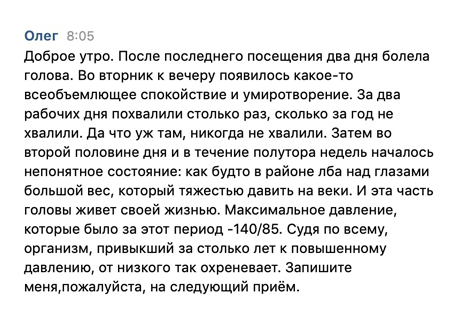 Олег 8:05
Доброе утро. После последнего посещения два дня болела
голова. Во вторник к вечеру появилось какое-то
всеобъемлющее спокойствие и умиротворение. За два
рабочих дня похвалили столько раз, сколько за год не
хвалили. Да что уж там, никогда не хвалили. Затем во
второй половине дня и в течение полутора недель началось
непонятное состояние: как будто в районе лба над глазами
большой вес, который тяжестью давить на веки. И эта часть
головы живет своей жизнью. Максимальное давление,
которые было за этот период -140/85. Судя по всему,
организм, привыкший за столько лет к повышенному
давлению, от низкого так охреневает. Запишите
меня,пожалуйста, на следующий приём.